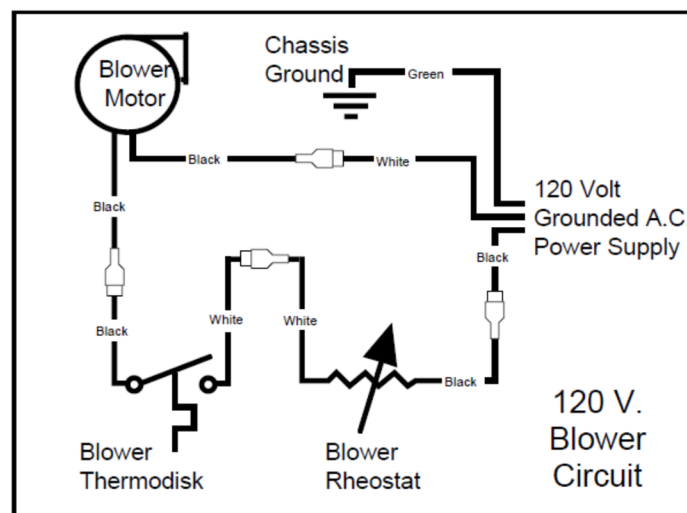 Blower
Motor
Chassis
Ground
Green
Black
White
120 Volt
Grounded A.C
Power Supply
Black
Black
Black
White
White
Black
Black
Blower
Thermodisk
Blower
Rheostat
120 V.
Blower
Circuit